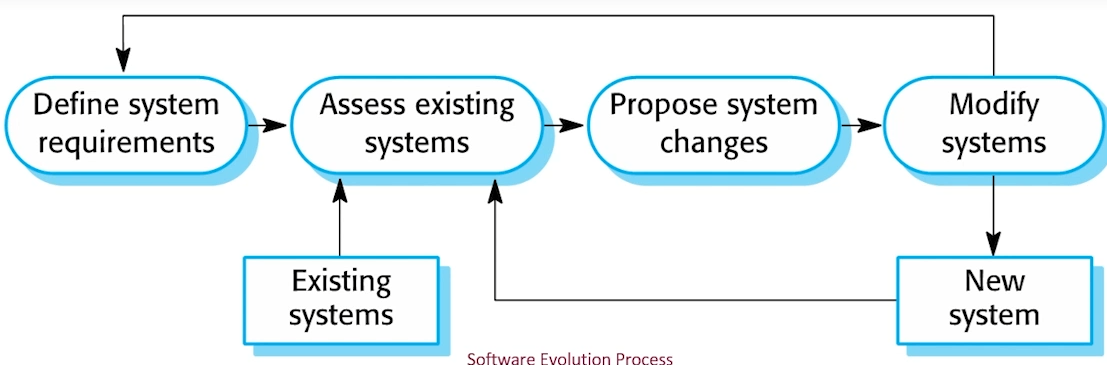 Define system
requirements
Assess existing
systems
Propose system
changes
Modify
systems
Existing
systems
New
system
Software Evolution Process